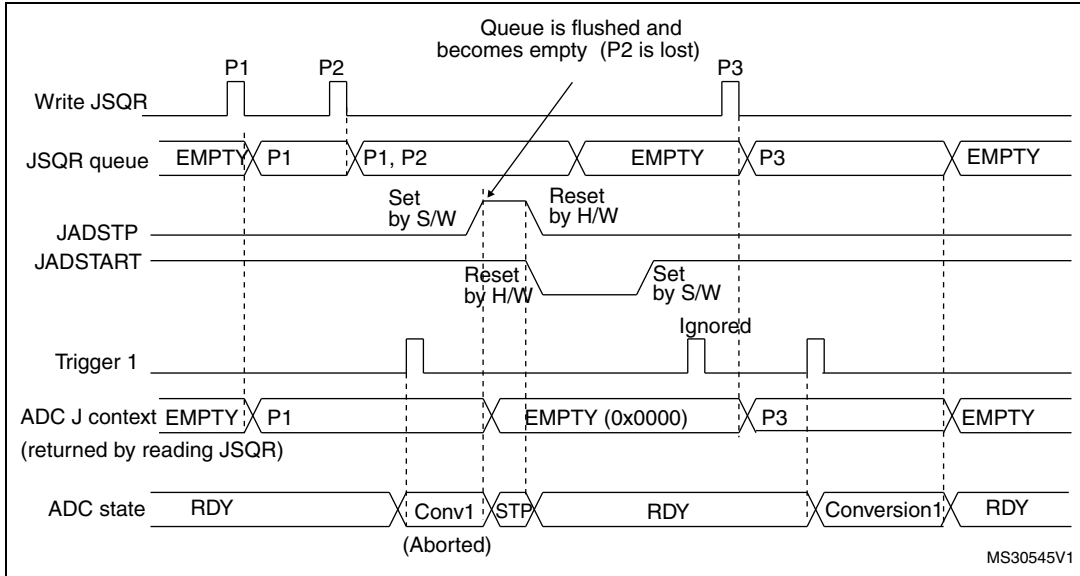 Queue is flushed and
becomes empty (P2 is lost)
P1 P2 P3
Write JSQR
JSQR queue EMPTY P1 P1, P2 EMPTY P3 EMPTY
Set
by S/W
Reset
by H/W
JADSTP
JADSTART
Reset
by H/W
Set
by S/W
Ignored
Trigger 1
ADC J context EMPTY P1 EMPTY (0x0000) P3 EMPTY
(returned by reading JSQR)
ADC state RDY Conv1 STP RDY Conversion1 RDY
(Aborted)
MS30545V1